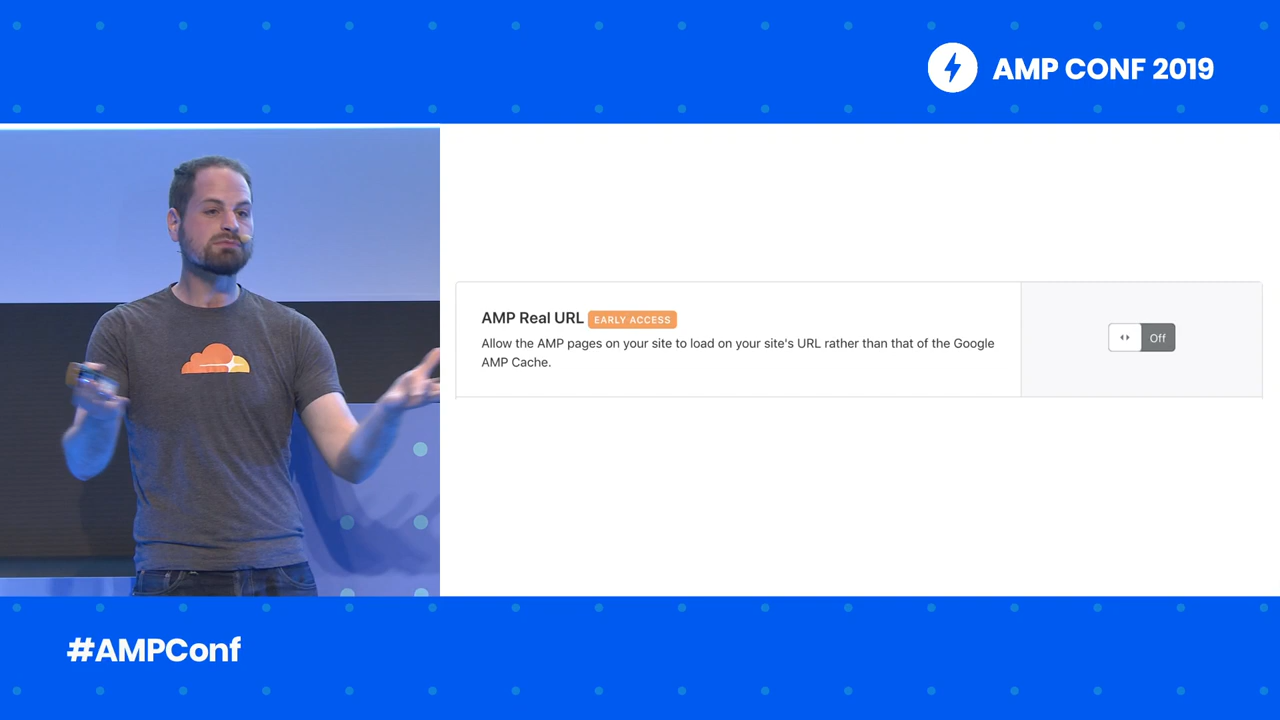 AMP CONF 2019
AMP Real URL EARLY ACCESS
Allow the AMP pages on your site to load on your site's URL rather than that of the Google
AMP Cache.
Off
#AMPConf